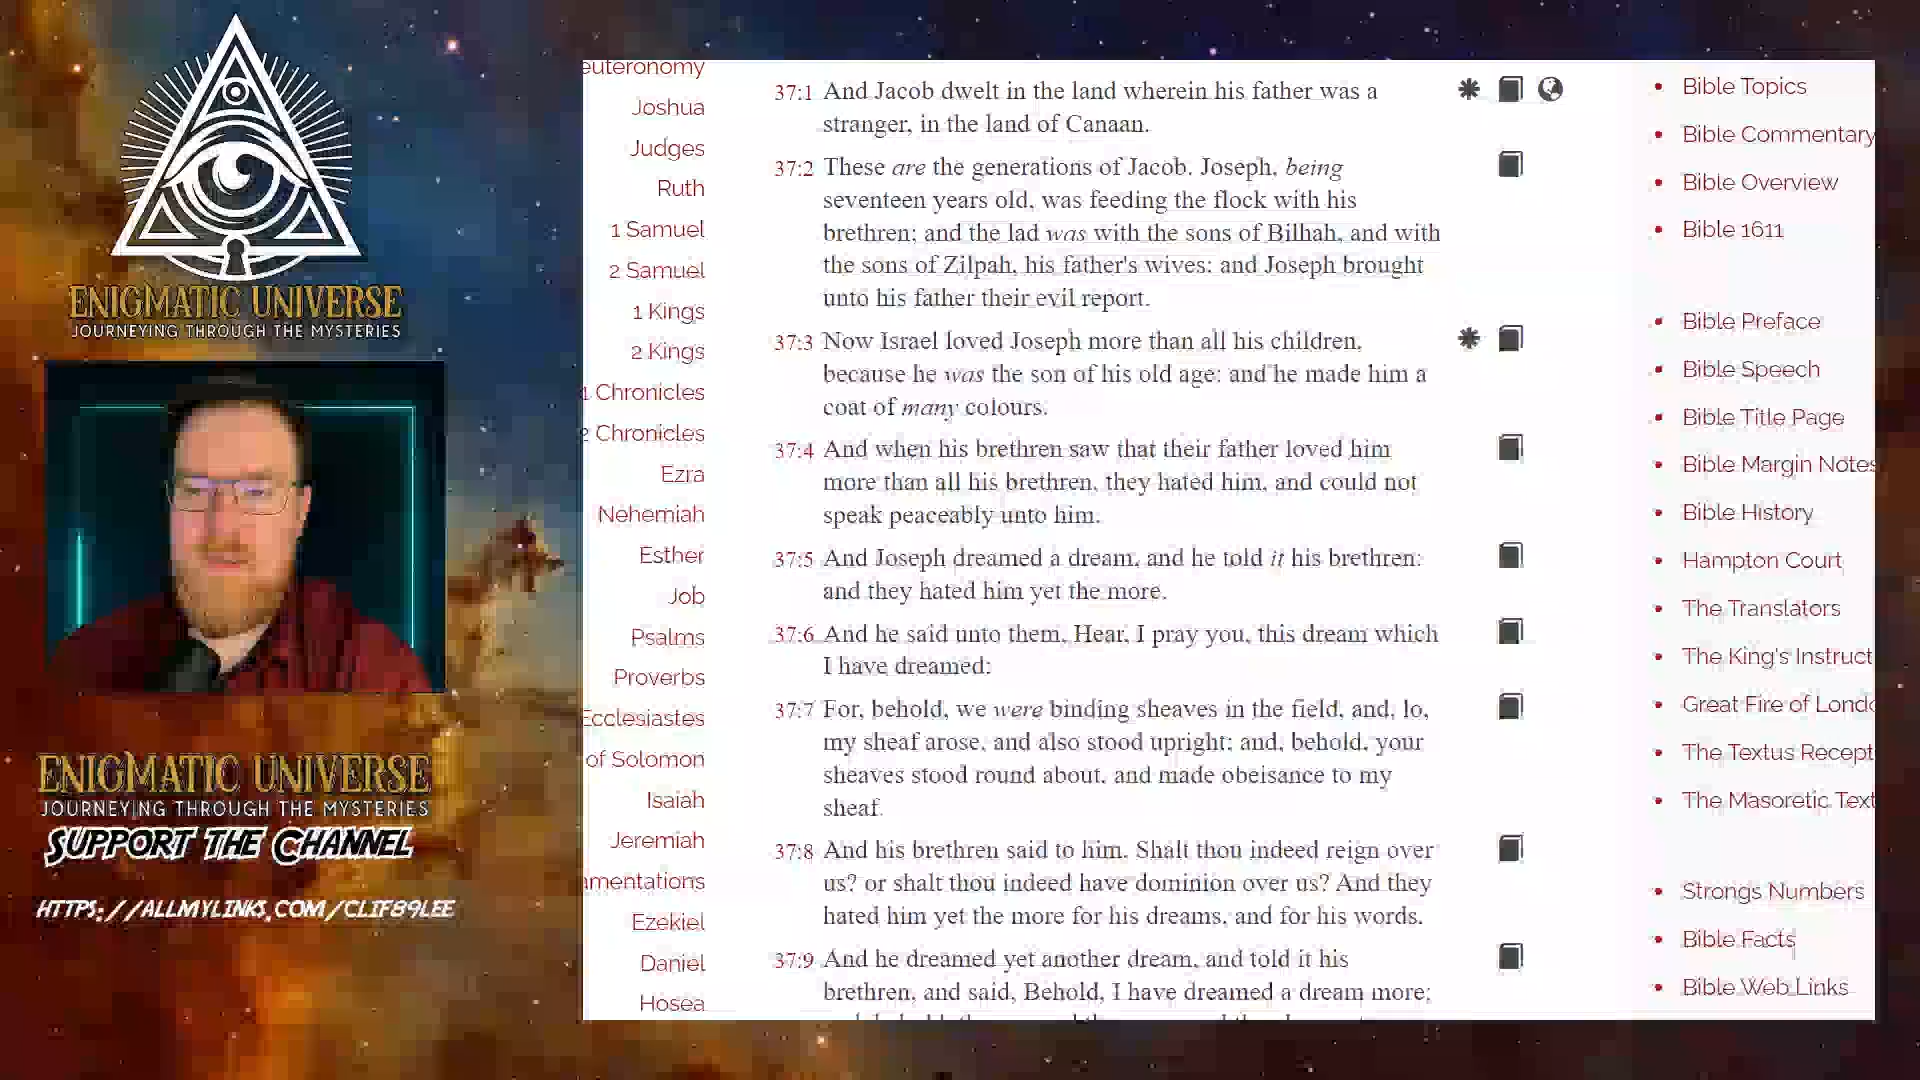 ENIGMATIC UNIVERSE
JOURNEYING THROUGH THE MYSTERIES
ENIGMATIC UNIVERSE
JOURNEYING THROUGH THE MYSTERIES
SUPPORT THE CHANNEL
HTTPS://ALLMYLINKS.COM/CLIF89LEE
euteronomy
Joshua
Judges
Ruth
1 Samuel
2 Samuel
1 Kings
2 Kings
1 Chronicles
2 Chronicles
Ezra
Nehemiah
Esther
Job
Psalms
Proverbs
Ecclesiastes
of Solomon
Isaiah
Jeremiah
amentations
Ezekiel
Daniel
Hosea
37:1 And Jacob dwelt in the land wherein his father was a
stranger, in the land of Canaan.
37:2 These are the generations of Jacob. Joseph, being
seventeen years old, was feeding the flock with his
brethren; and the lad was with the sons of Bilhah, and with
the sons of Zilpah, his father's wives: and Joseph brought
unto his father their evil report.
37:3 Now Israel loved Joseph more than all his children,
because he was the son of his old age: and he made him a
coat of many colours.
37:4 And when his brethren saw that their father loved him
more than all his brethren, they hated him, and could not
speak peaceably unto him.
37:5 And Joseph dreamed a dream, and he told it his brethren:
and they hated him yet the more.
37:6 And he said unto them, Hear, I pray you, this dream which
I have dreamed:
37:7 For, behold, we were binding sheaves in the field, and, lo,
my sheaf arose, and also stood upright; and, behold, your
sheaves stood round about, and made obeisance to my
sheaf.
37:8 And his brethren said to him, Shalt thou indeed reign over
us? or shalt thou indeed have dominion over us? And they
hated him yet the more for his dreams, and for his words.
37:9 And he dreamed yet another dream, and told it his
brethren, and said, Behold, I have dreamed a dream more;
Bible Topics
Bible Commentary
Bible Overview
Bible 1611
Bible Preface
Bible Speech
Bible Title Page
Bible Margin Notes
Bible History
Hampton Court
The Translators
The King's Instruct
Great Fire of Londo
The Textus Recept
The Masoretic Text
Strongs Numbers
Bible Facts
Bible Web Links